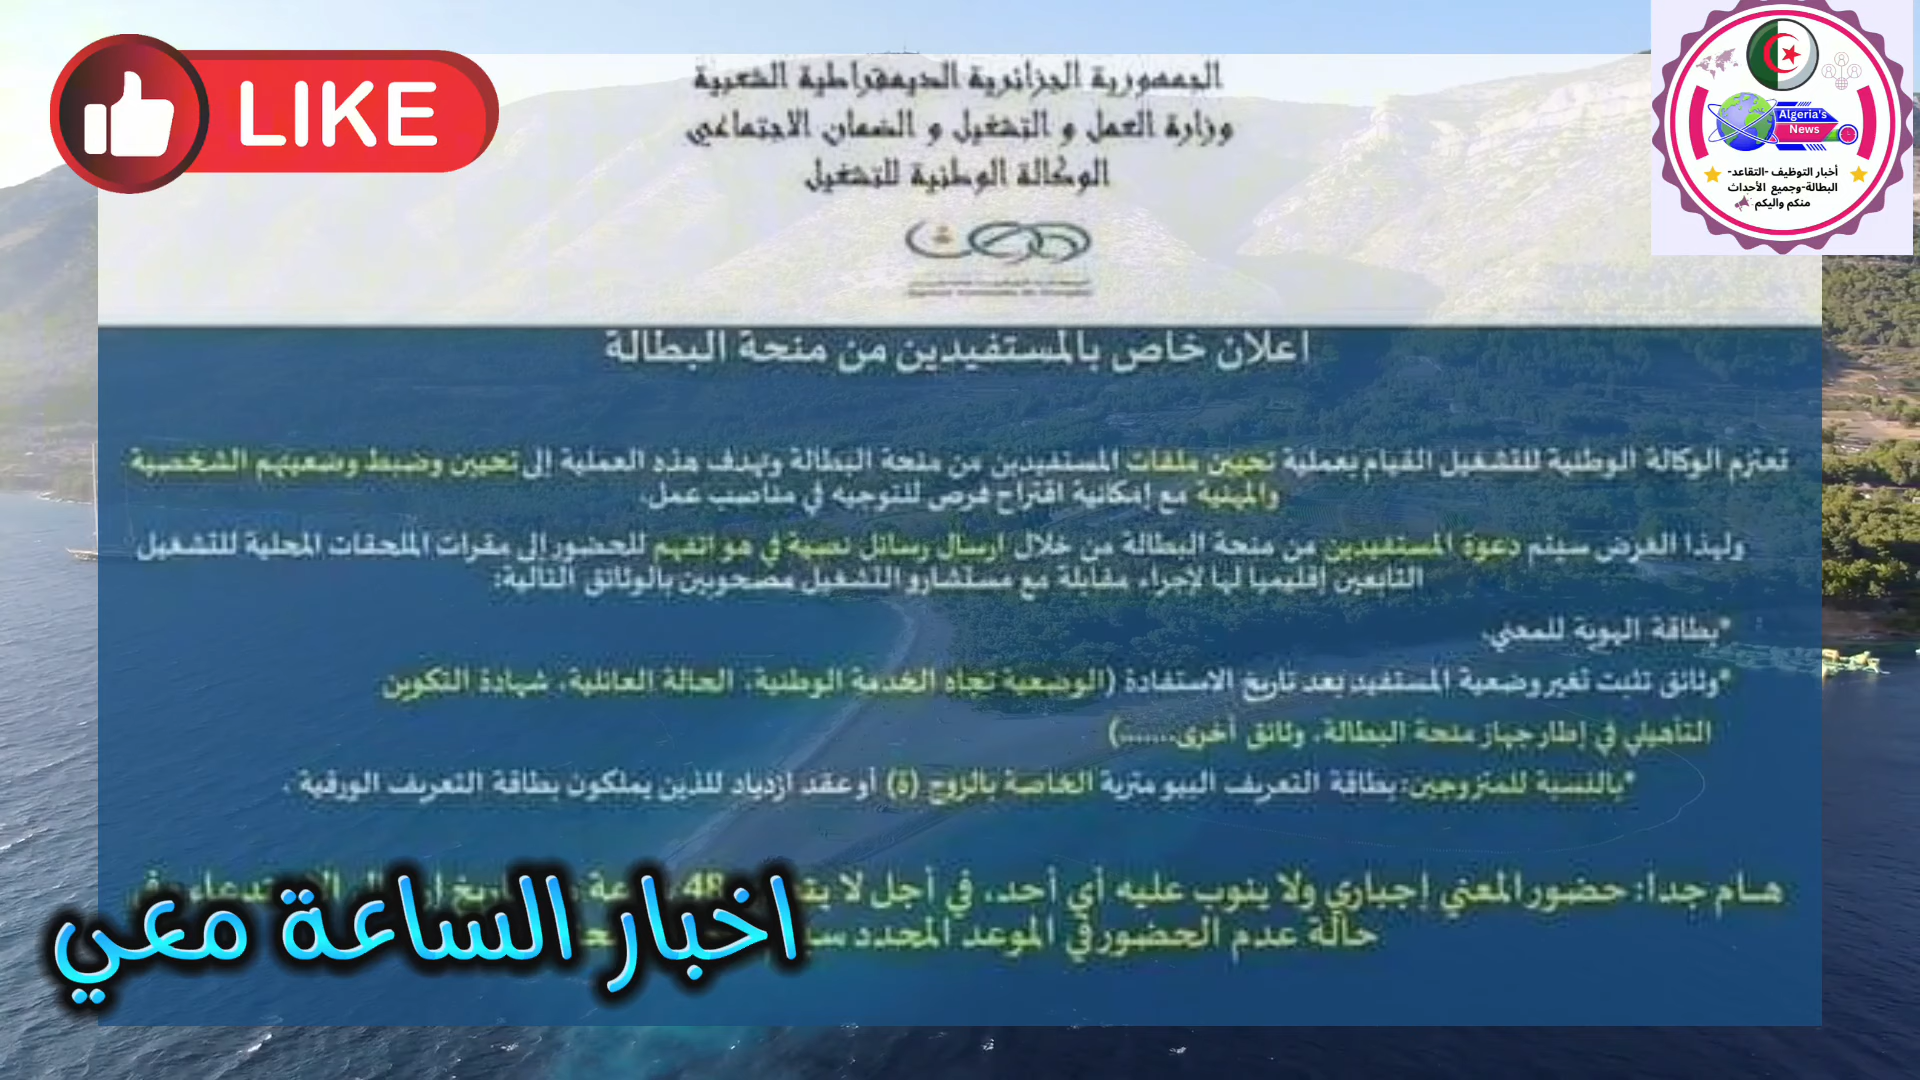 LIKE
Algeria's
News
أخبار التوظيف -التقاعد-
البطالة-وجميع الأحداث
منكم واليكم
الجمهورية الجزائرية الديمقراطية الشعبية
وزارة العمل و التشغيل و الضمان الاجتماعي
الوكالة الوطنية للتشغيل
اعلان خاص بالمستفيدين من منحة البطالة
تعتزم الوكالة الوطنية للتشغيل القيام بعملية تحيين ملفات المستفيدين من منحة البطالة وتهدف هذه العملية إلى تحيين وضبط وضعيتهم الشخصية
والمهنية مع إمكانية اقتراح فرص للتوجيه في مناصب عمل.
ولهذا الغرض سيتم دعوة المستفيدين من منحة البطالة من خلال ارسال رسائل نصية في هواتفهم للحضور إلى مقرات الملحقات المحلية للتشغيل
التابعين إقليميا لها لإجراء مقابلة مع مستشارو التشغيل مصحوبين بالوثائق التالية:
*بطاقة الهوية للمعني.
*وثائق تثبت تغير وضعية المستفيد بعد تاريخ الاستفادة (الوضعية تجاه الخدمة الوطنية، الحالة العائلية، شهادة التكوين
التأهيلي في إطار جهاز منحة البطالة، وثائق أخرى.......)
*بالنسبة للمتزوجين: بطاقة التعريف البيو مترية الخاصة بالزوج (ة) أو عقد ازدياد للذين يملكون بطاقة التعريف الورقية .
هـام جدا: حضور المعني إجباري ولا ينوب عليه أي أحد، في أجل لا 48
حالة عدم الحضور في الموعد المحدد
اخبار الساعة معي